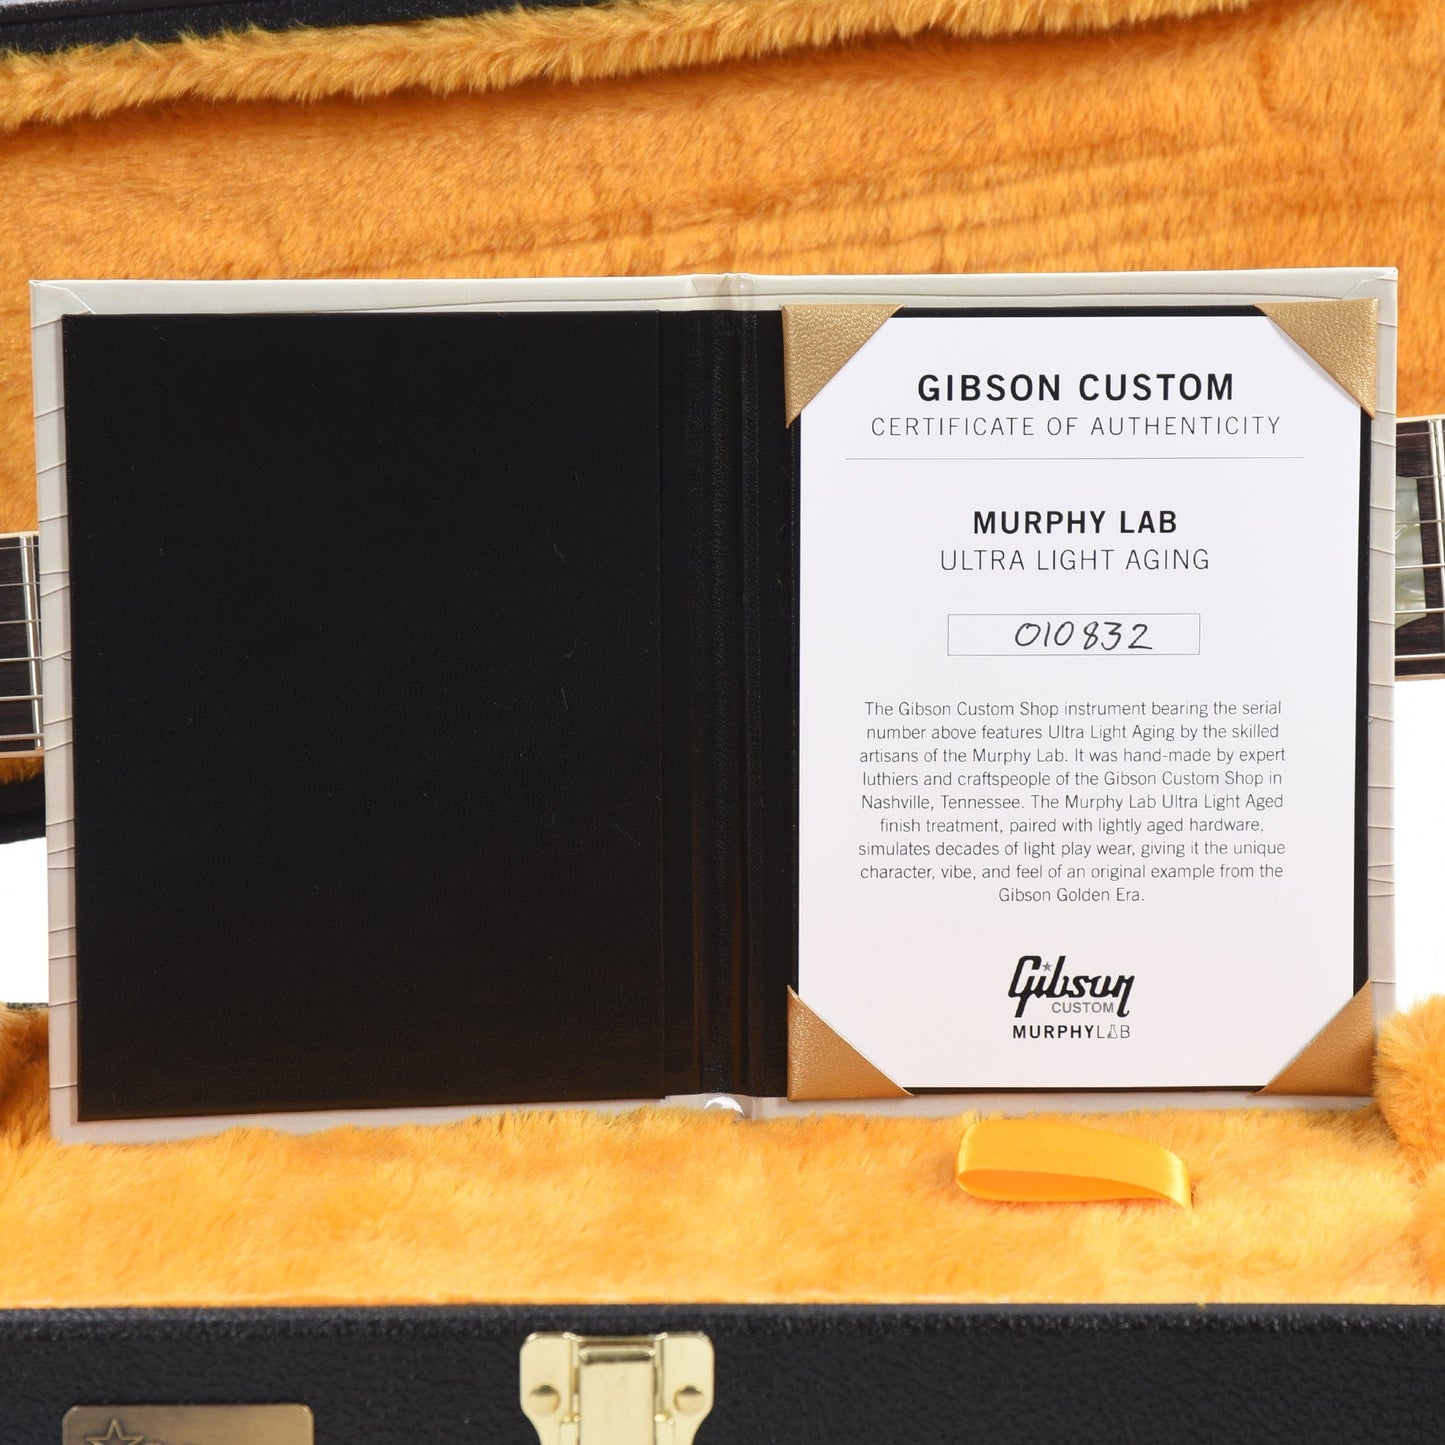 GIBSON CUSTOM
CERTIFICATE OF AUTHENTICITY
MURPHY LAB
ULTRA LIGHT AGING
010832
The Gibson Custom Shop instrument bearing the serial
number above features Ultra Light Aging by the skilled
artisans of the Murphy Lab. It was hand-made by expert
luthiers and craftspeople of the Gibson Custom Shop in
Nashville, Tennessee. The Murphy Lab Ultra Light Aged
finish treatment, paired with lightly aged hardware,
simulates decades of light play wear, giving it the unique
character, vibe, and feel of an original example from the
Gibson Golden Era.
Gibson
CUSTOM
MURPHYLAB